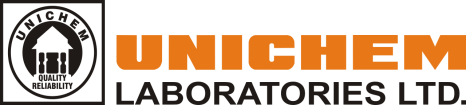 UNICHEM
QUALITY
RELIABILITY
UNICHEM
LABORATORIES LTD.